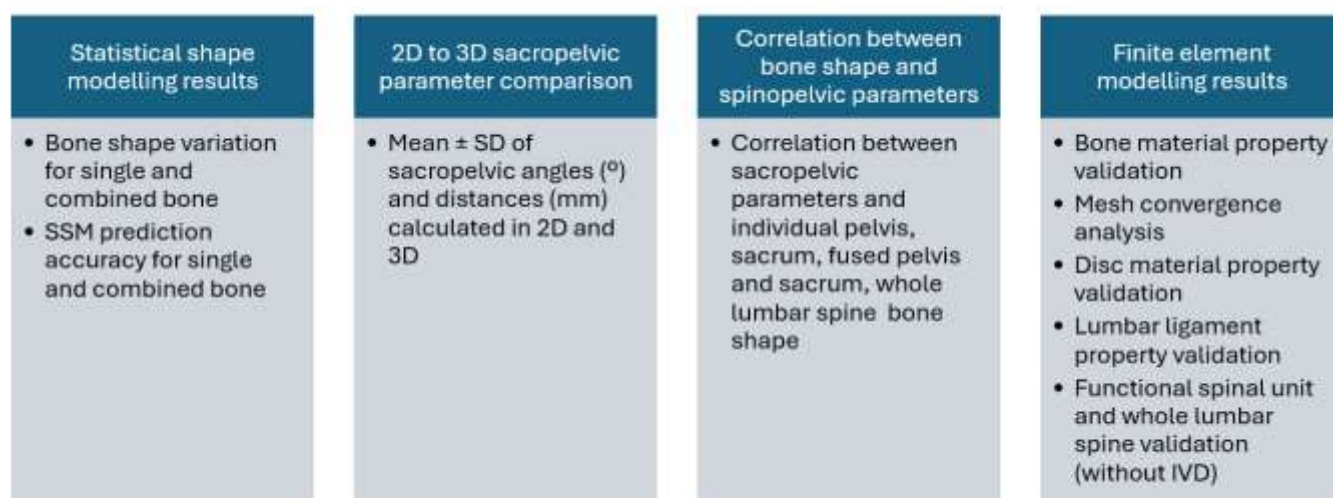 Statistical shape
modelling results
• Bone shape variation
for single and
combined bone
• SSM prediction
accuracy for single
and combined bone
2D to 3D sacropelvic
parameter comparison
• Mean ± SD of
sacropelvic angles (º)
and distances (mm)
calculated in 2D and
3D
Correlation between
bone shape and
spinopelvic parameters
• Correlation between
sacropelvic
parameters and
individual pelvis,
sacrum, fused pelvis
and sacrum, whole
lumbar spine bone
shape
Finite element
modelling results
• Bone material property
validation
• Mesh convergence
analysis
• Disc material property
validation
• Lumbar ligament
property validation
• Functional spinal unit
and whole lumbar
spine validation
(without IVD)